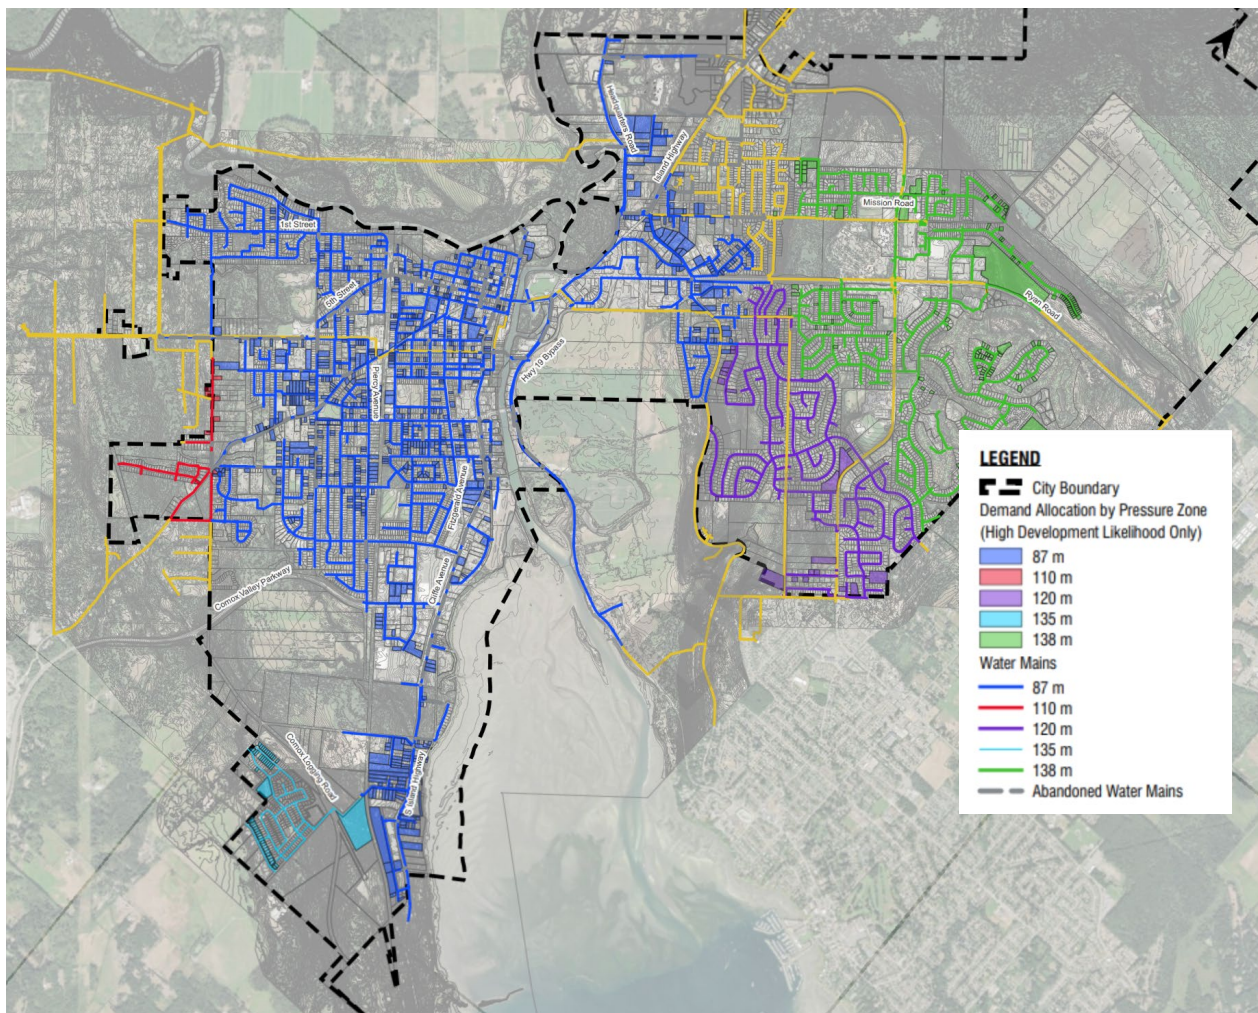 Headquarters Road
Island Highway
Mission Road
1st Street
5th Street
Ryan Road
Hwy 19 Bypass
Piercy Avenue
Fitzgerald Avenue
Cliffe Avenue
Comox Valley Parkway
Comox Logging Road
S. Island Highway
LEGEND
City Boundary
Demand Allocation by Pressure Zone
(High Development Likelihood Only)
87 m
110 m
120 m
135 m
138 m
Water Mains
87 m
110 m
120 m
135 m
138 m
Abandoned Water Mains